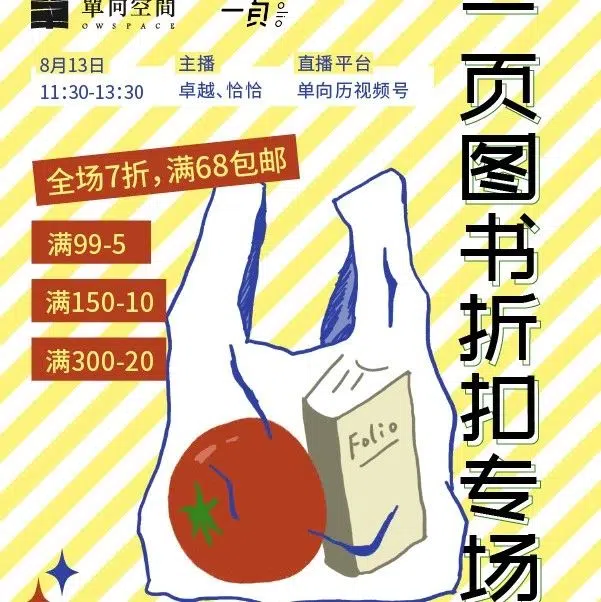 單向空間
OWSPACE
一頁
folio
8月13日
11:30-13:30
主播
卓越、恰恰
直播平台
单向历视频号
一页图书折扣专场
全场7折，满68包邮
满99-5
满150-10
满300-20
Folio